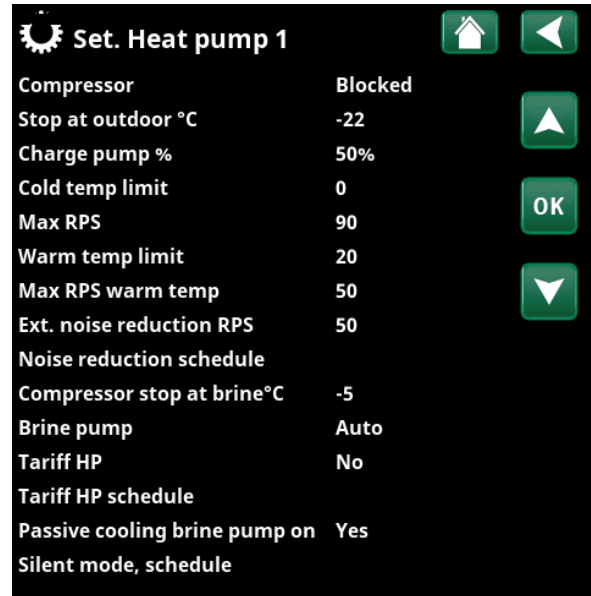 Set. Heat pump 1
Compressor Blocked
Stop at outdoor °C -22
Charge pump % 50%
Cold temp limit 0
OK
Max RPS 90
Warm temp limit 20
Max RPS warm temp 50
Ext. noise reduction RPS 50
Noise reduction schedule
Compressor stop at brine°C -5
Brine pump Auto
Tariff HP No
Tariff HP schedule
Passive cooling brine pump on Yes
Silent mode, schedule